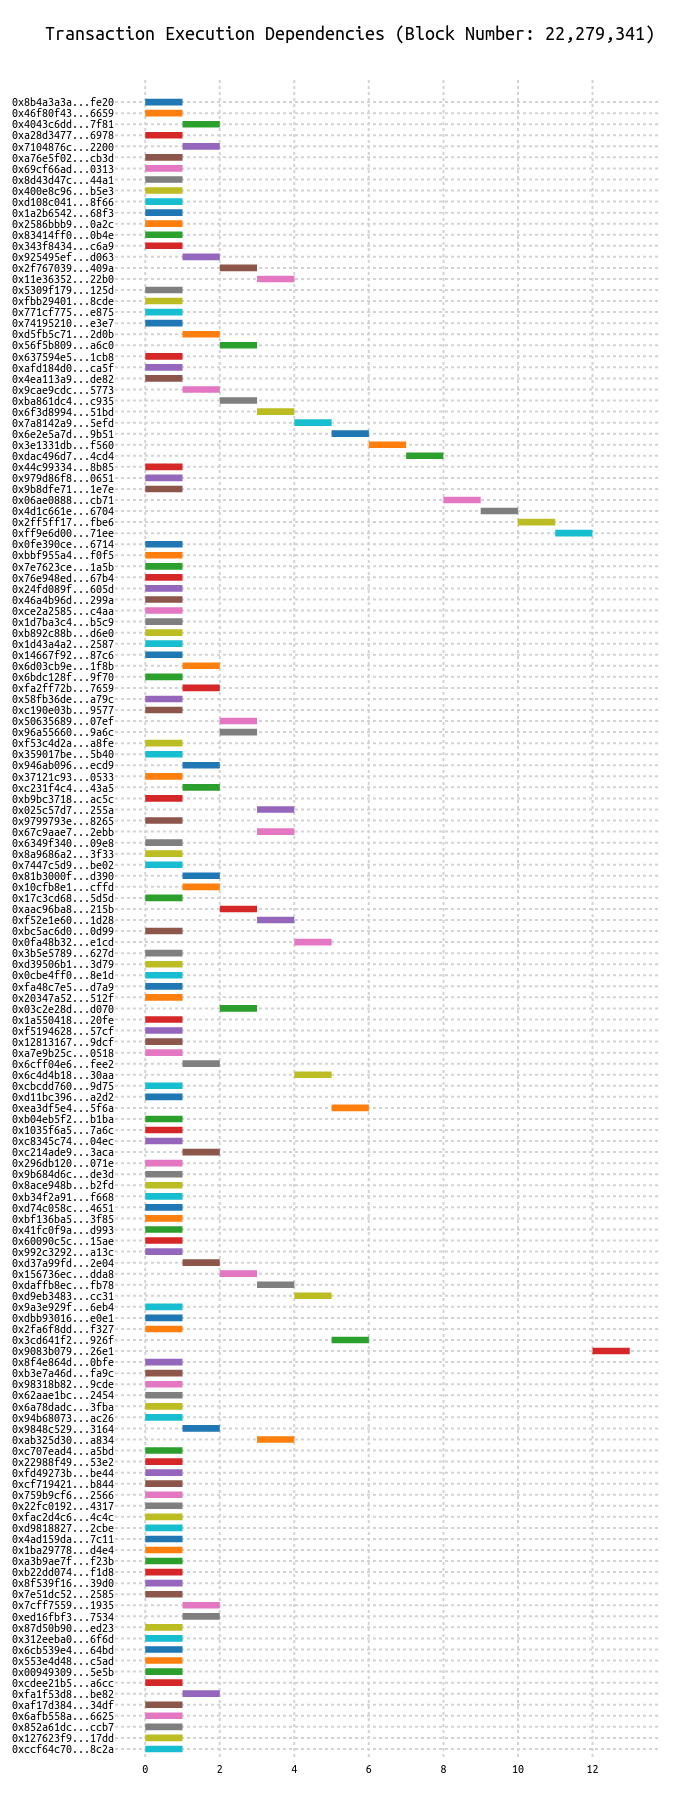 Transaction Execution Dependencies (Block Number: 22,279,341)
0x8b4a3a3a...fe20
0x46f80f43...6659
0x4043c6dd...7f81
0xa28d3477...6978
0x7104876c...2200
0xa76e5f02...cb3d
0x69cf66ad...0313
0x8d43d47c...44a1
0x400e8c96...b5e3
0xd108c041...8f66
0x1a2b6542...68f3
0x2586bbb9...0a2c
0x83414ff0...0b4e
0x343f8434...c6a9
0x925495ef...d063
0x2f767039...409a
0x11e36352...22b0
0x5309f179...125d
0xfbb29401...8cde
0x771cf775...e875
0x74195210...e3e7
0xd5fb5c71...2d0b
0x56f5b809...a6c0
0x637594e5...1cb8
0xafd184d0...ca5f
0x4ea113a9...de82
0x9cae9cdc...5773
0xba861dc4...c935
0x6f3d8994...51bd
0x7a8142a9...5efd
0x6e2e5a7d...9b51
0x3e1331db...f560
0xdac496d7...4cd4
0x44c99334...8b85
0x979d86f8...0651
0x9b8dfe71...1e7e
0x06ae0888...cb71
0x4d1c661e...6704
0x2ff5ff17...fbe6
0xff9e6d00...71ee
0x0fe390ce...6714
0xbbf955a4...f0f5
0x7e7623ce...1a5b
0x76e948ed...67b4
0x24fd089f...605d
0x46a4b96d...299a
0xce2a2585...c4aa
0x1d7ba3c4...b5c9
0xb892c88b...d6e0
0x1d43a4a2...2587
0x14667f92...87c6
0x6d03cb9e...1f8b
0x6bdc128f...9f70
0xfa2ff72b...7659
0x58fb36de...a79c
0xc190e03b...9577
0x50635689...07ef
0x96a55660...9a6c
0xf53c4d2a...a8fe
0x359017be...5b40
0x946ab096...ecd9
0x37121c93...0533
0xc231f4c4...43a5
0xb9bc3718...ac5c
0x025c57d7...255a
0x9799793e...8265
0x67c9aae7...2ebb
0x6349f340...09e8
0x8a9686a2...3f33
0x7447c5d9...be02
0x81b3000f...d390
0x10cfb8e1...cffd
0x17c3cd68...5d5d
0xaac96ba8...215b
0xf52e1e60...1d28
0xbc5ac6d0...0d99
0x0fa48b32...e1cd
0x3b5e5789...627d
0xd39506b1...3d79
0x0cbe4ff0...8e1d
0xfa48c7e5...d7a9
0x20347a52...512f
0x03c2e28d...d070
0x1a550418...20fe
0xf5194628...57cf
0x12813167...9dcf
0xa7e9b25c...0518
0x6cff04e6...fee2
0x6c4d4b18...30aa
0xcbcdd760...9d75
0xd11bc396...a2d2
0xea3df5e4...5f6a
0xb04eb5f2...b1ba
0x1035f6a5...7a6c
0xc8345c74...04ec
0xc214ade9...3aca
0x296db120...071e
0x9b684d6c...de3d
0x8ace948b...b2fd
0xb34f2a91...f668
0xd74c058c...4651
0xbf136ba5...3f85
0x41fc0f9a...d993
0x60090c5c...15ae
0x992c3292...a13c
0xd37a99fd...2e04
0x156736ec...dda8
0xdaffb8ec...fb78
0xd9eb3483...cc31
0x9a3e929f...6eb4
0xdbb93016...e0e1
0x2fa6f8dd...f327
0x3cd641f2...926f
0x9083b079...26e1
0x8f4e864d...0bfe
0xb3e7a46d...fa9c
0x98318b82...9cde
0x62aae1bc...2454
0x6a78dadc...3fba
0x94b68073...ac26
0x9848c529...3164
0xab325d30...a834
0xc707ead4...a5bd
0x22988f49...53e2
0xfd49273b...be44
0xcf719421...b844
0x759b9cf6...2566
0x22fc0192...4317
0xfac2d4c6...4c4c
0xd9818827...2cbe
0x4ad159da...7c11
0x1ba29778...d4e4
0xa3b9ae7f...f23b
0xb22dd074...f1d8
0x8f539f16...39d0
0x7e51dc52...2585
0x7cff7559...1935
0xed16fbf3...7534
0x87d50b90...ed23
0x312eeba0...6f6d
0x6cb539e4...64bd
0x553e4d48...c5ad
0x00949309...5e5b
0xcdee21b5...a6cc
0xfa1f53d8...be82
0xaf17d384...34df
0x6afb558a...6625
0x852a61dc...ccb7
0x127623f9...17dd
0xccf64c70...8c2a
0 2 4 6 8 10 12